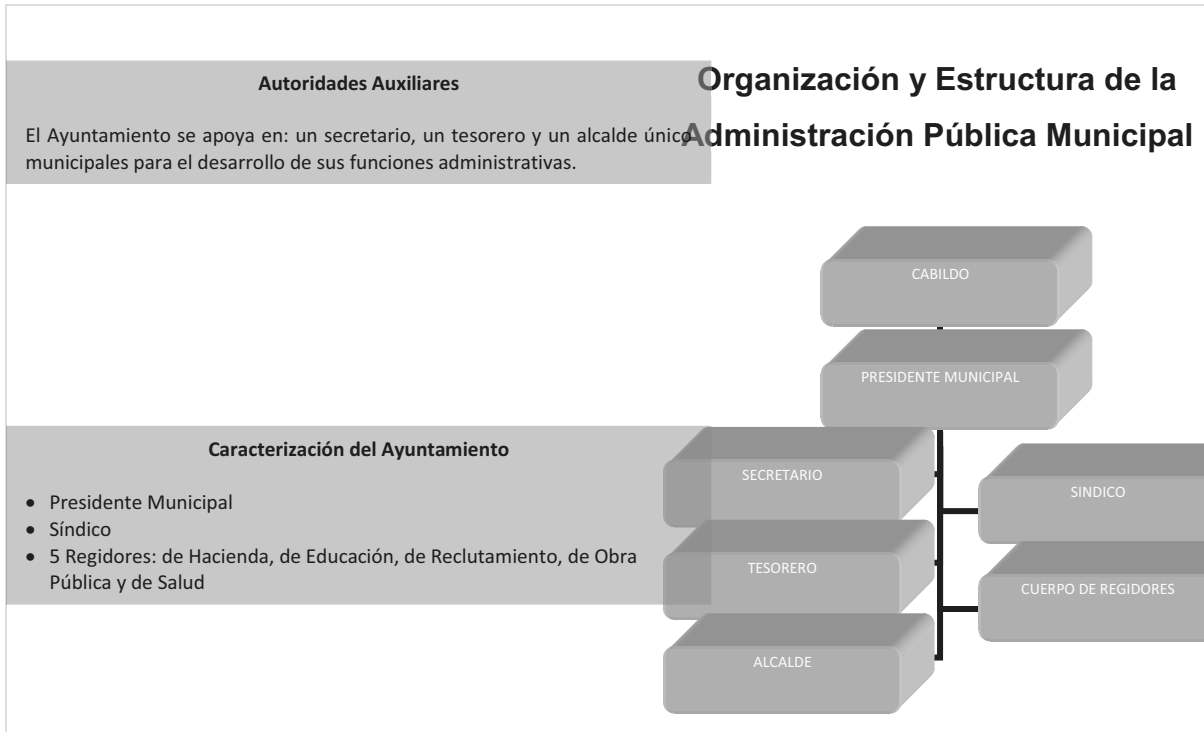 Autoridades Auxiliares
El Ayuntamiento se apoya en: un secretario, un tesorero y un alcalde único
municipales para el desarrollo de sus funciones administrativas.
Organización y Estructura de la
Administración Pública Municipal
Caracterización del Ayuntamiento
• Presidente Municipal
• Síndico
• 5 Regidores: de Hacienda, de Educación, de Reclutamiento, de Obra
Pública y de Salud
CABILDO
PRESIDENTE MUNICIPAL
SECRETARIO
SINDICO
TESORERO
CUERPO DE REGIDORES
ALCALDE